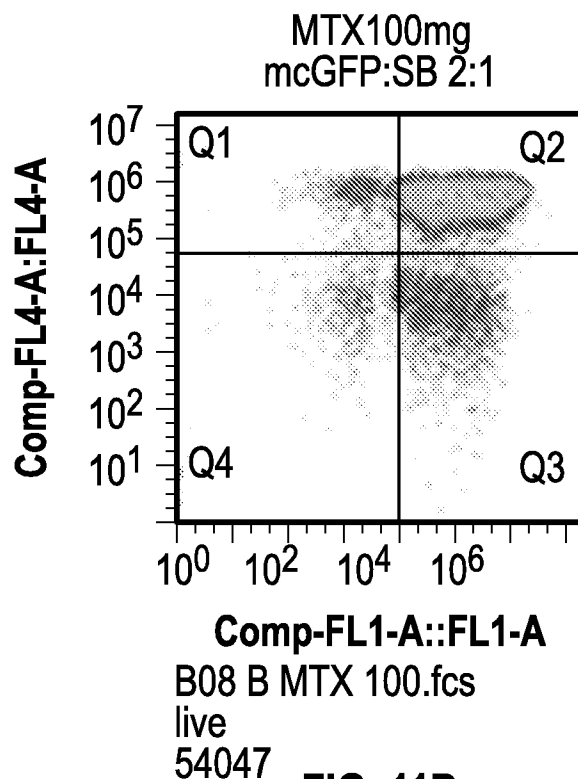 MTX100mg
mcGFP:SB 2:1
Q1
Q2
10^7
10^6
10^5
10^4
10^3
10^2
10^1
Q4
Q3
Comp-FL4-A:FL4-A
10^0 10^2 10^4 10^6
Comp-FL1-A::FL1-A
B08 B MTX 100.fcs
live
54047